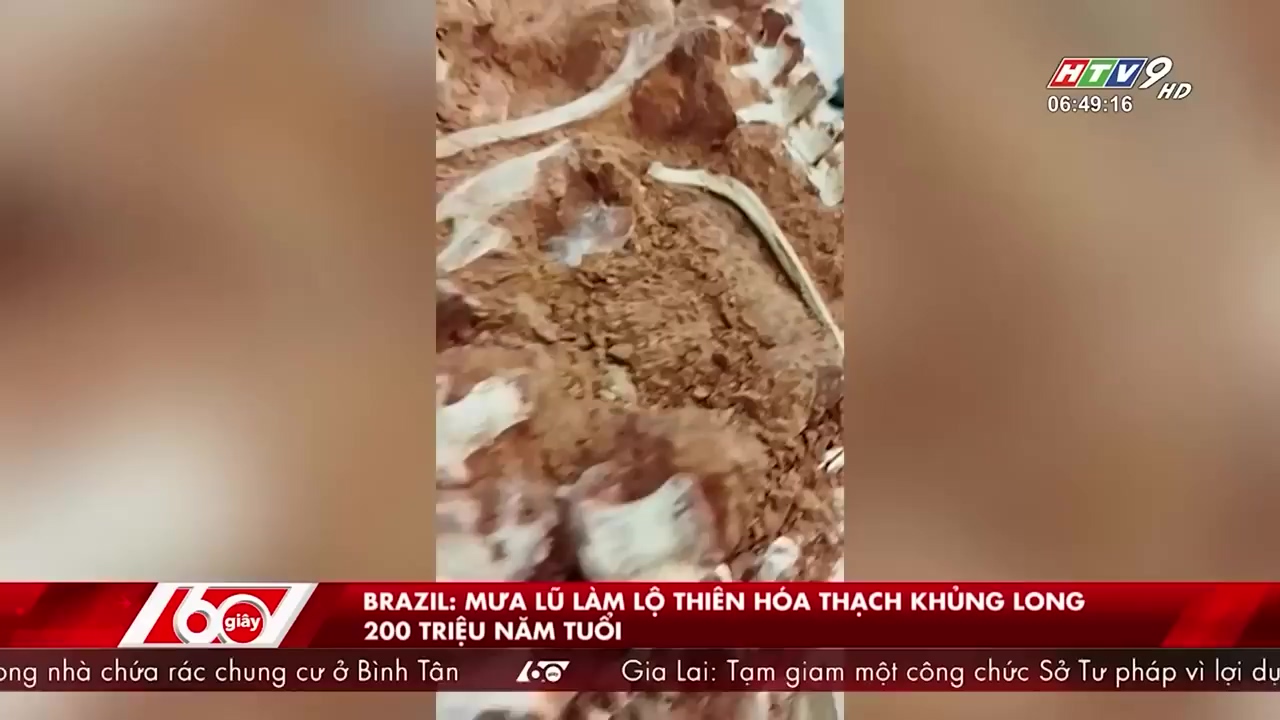 HTV9 HD
06:49:16
60 giây
BRAZIL: MƯA LŨ LÀM LỘ THIÊN HÓA THẠCH KHỦNG LONG
200 TRIỆU NĂM TUỔI
nhà chứa rác chung cư ở Bình Tân 60 giây Gia Lai: Tạm giam một công chức Sở Tư pháp vì lợi